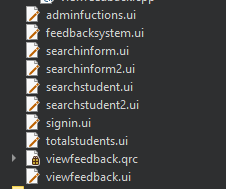 adminfuctions.ui
feedbacksystem.ui
searchinform.ui
searchinform2.ui
searchstudent.ui
searchstudent2.ui
signin.ui
totalstudents.ui
viewfeedback.qrc
viewfeedback.ui